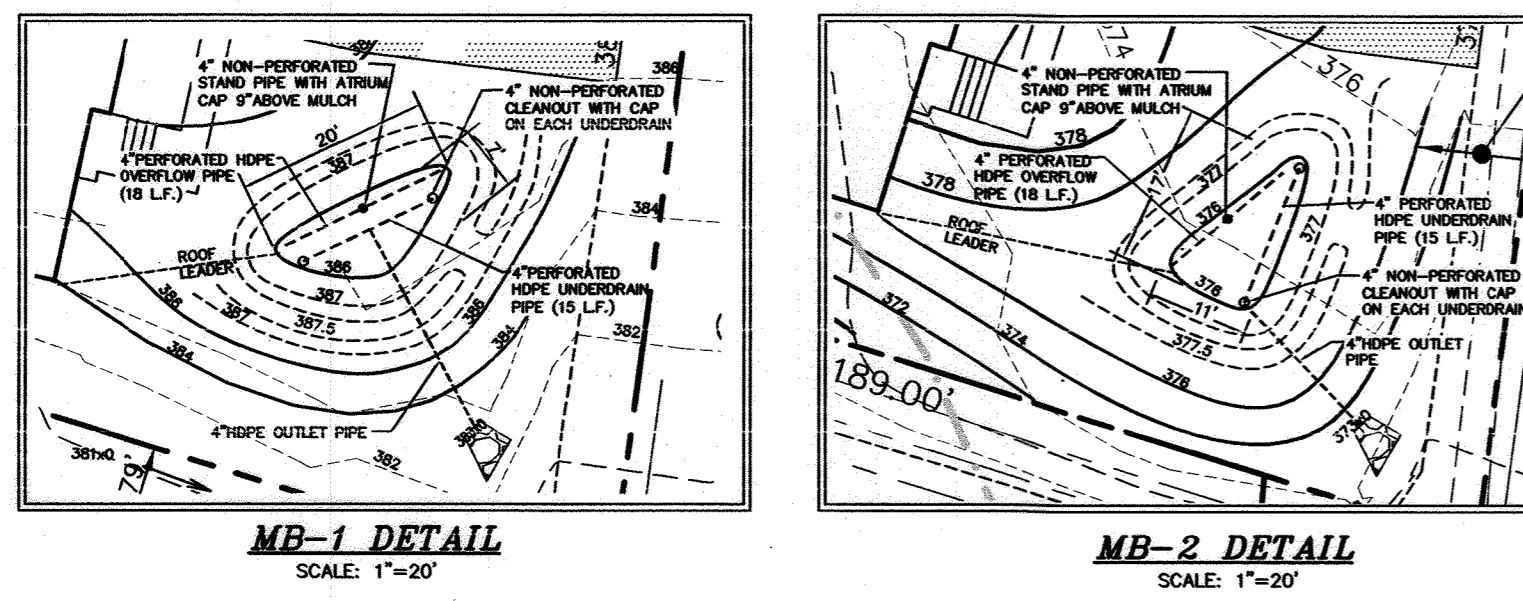 386
4" NON-PERFORATED
STAND PIPE WITH ATRIUM
CAP 9"ABOVE MULCH
4" NON-PERFORATED
CLEANOUT WITH CAP
ON EACH UNDERDRAIN
20'
387
7'
4"PERFORATED HDPE
OVERFLOW PIPE
(18 L.F.)
384
ROOF
LEADER
386
4"PERFORATED
HDPE UNDERDRAIN
PIPE (15 L.F.)
387
386
387
387.5
386
384
382
384
4"HDPE OUTLET PIPE
381x0
79'
382
MB-1 DETAIL
SCALE: 1"=20'
374
376
4" NON-PERFORATED
STAND PIPE WITH ATRIUM
CAP 9"ABOVE MULCH
378
4" PERFORATED
HDPE OVERFLOW
PIPE (18 L.F.)
378
17'
377
376
4" PERFORATED
HDPE UNDERDRAIN
PIPE (15 L.F.)
377
ROOF
LEADER
376
4" NON-PERFORATED
CLEANOUT WITH CAP
ON EACH UNDERDRAIN
372
11'
374
377.5
4"HDPE OUTLET
PIPE
376
189.00'
373x0
MB-2 DETAIL
SCALE: 1"=20'